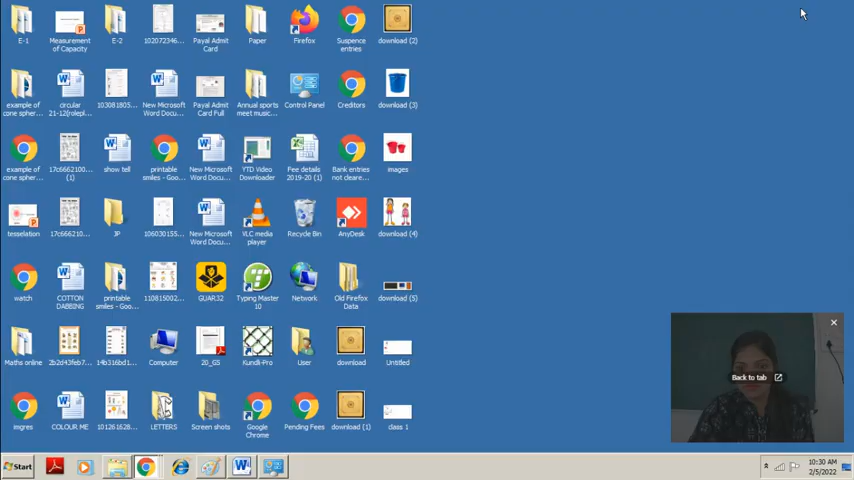 E-1
Measurement
of Capacity
E-2
102072346...
Payal Admit
Card
Paper
Firefox
Suspence
entries
download (2)
example of
cone spher...
circular
21-12(rolepl...
103081805...
New Microsoft
Word Docu...
Payal Admit
Card Full
Annual sports
meet music...
Control Panel
Creditors
download (3)
example of
cone spher...
17c6662100...
(1)
show tell
printable
smiles - Goo...
New Microsoft
Word Docu...
YTD Video
Downloader
Fee details
2019-20 (1)
Bank entries
not cleare...
images
tesselation
17c6662100...
JP
106030155...
New Microsoft
Word Docu...
VLC media
player
Recycle Bin
AnyDesk
download (4)
watch
COTTON
DABBING
printable
smiles - Goo...
110815002...
GUAR32
Typing Master
10
Network
Old Firefox
Data
download (5)
Maths online
2b2d43feb7...
14b316bd1...
Computer
20_GS
Kundli-Pro
User
download
Untitled
imgres
COLOUR ME
101261628...
LETTERS
Screen shots
Google
Chrome
Pending Fees
download (1)
class 1
Back to tab
Start
10:30 AM
2/5/2022